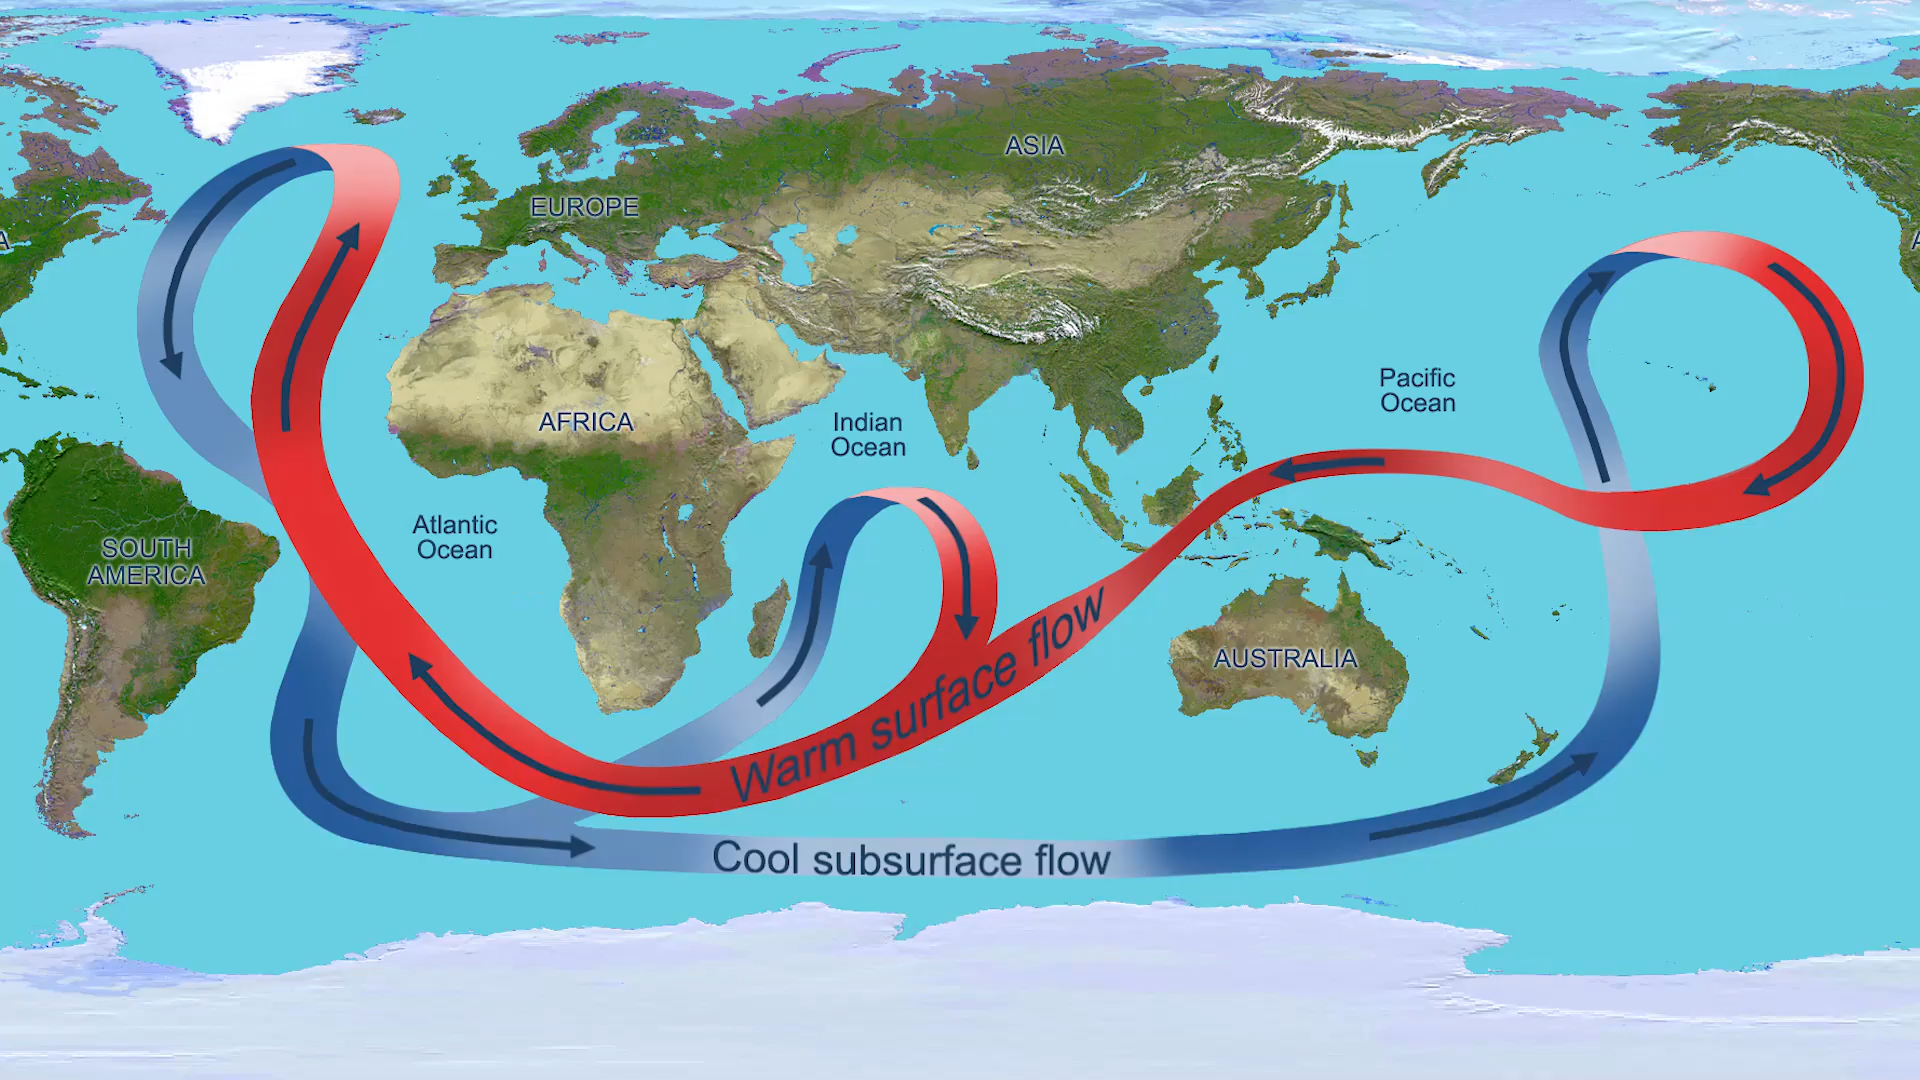 ASIA
EUROPE
A
A
Pacific
Ocean
AFRICA
Indian
Ocean
Atlantic
Ocean
SOUTH
AMERICA
AUSTRALIA
Warm surface flow
Cool subsurface flow